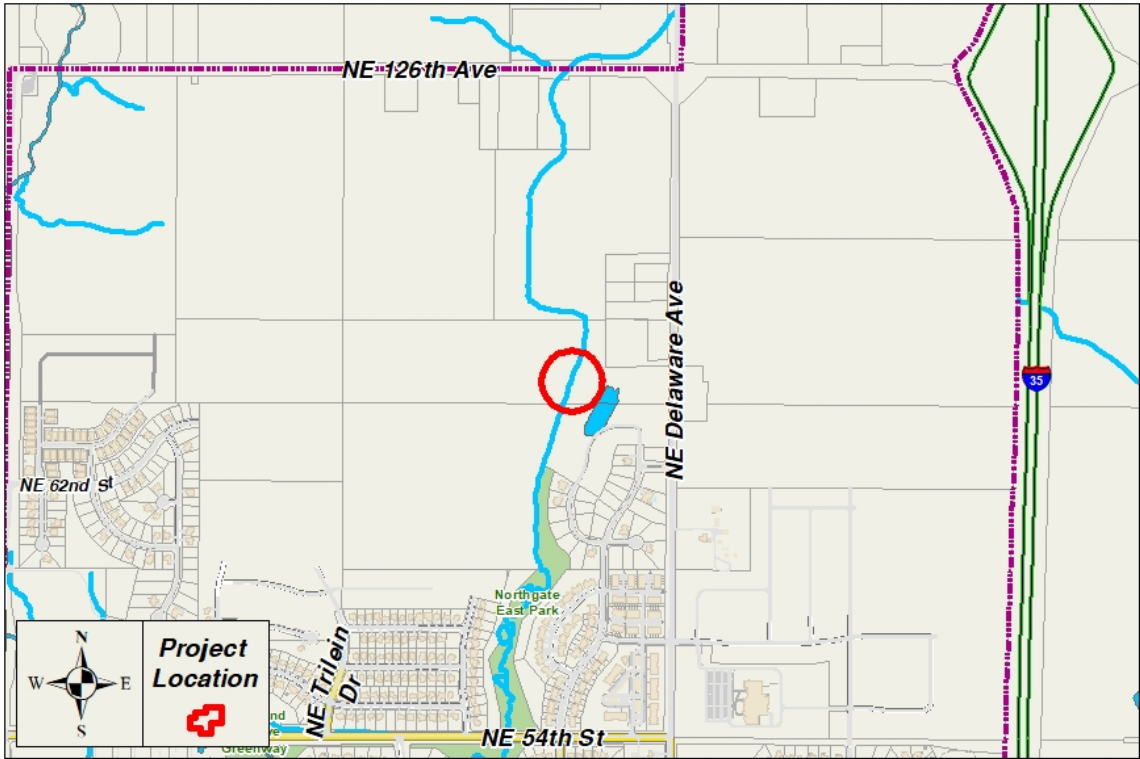 NE 126th Ave
NE Delaware Ave
35
NE 62nd St
Northgate
East Park
N
W
E
S
Project
Location
NE Trilein
Dr
Greenway
NE 54th St